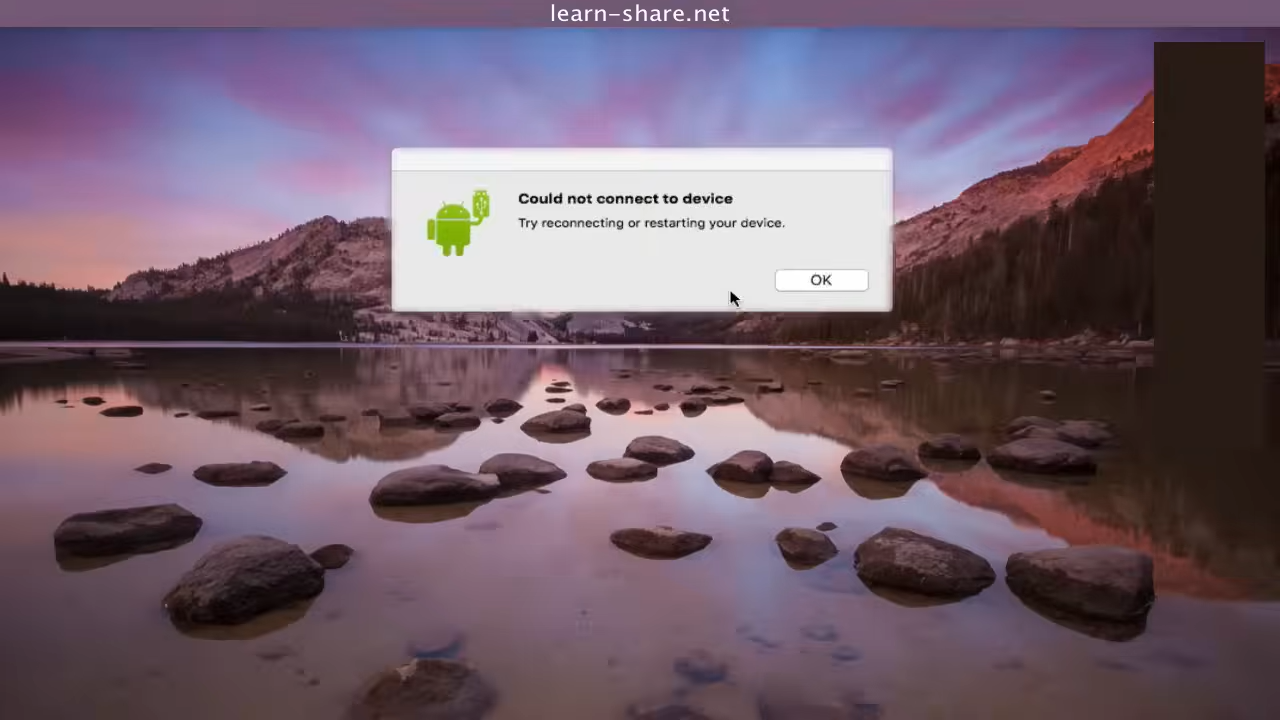 learn-share.net
Could not connect to device
Try reconnecting or restarting your device.
OK